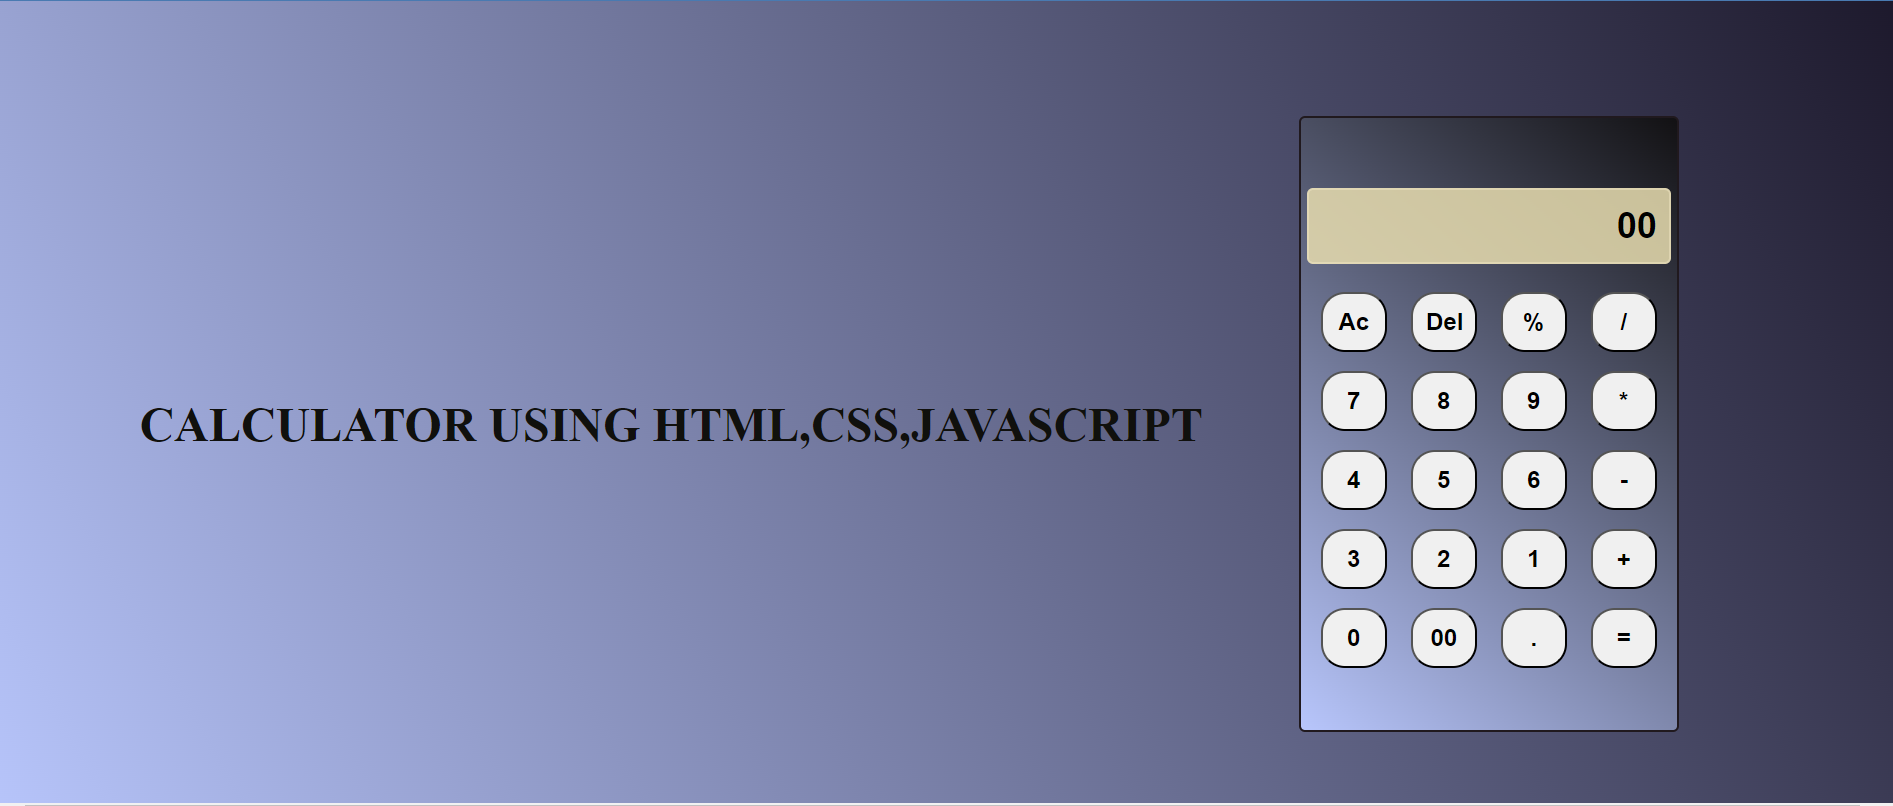 00
Ac Del % /
7 8 9 *
CALCULATOR USING HTML,CSS,JAVASCRIPT
4 5 6 -
3 2 1 +
0 00 . =